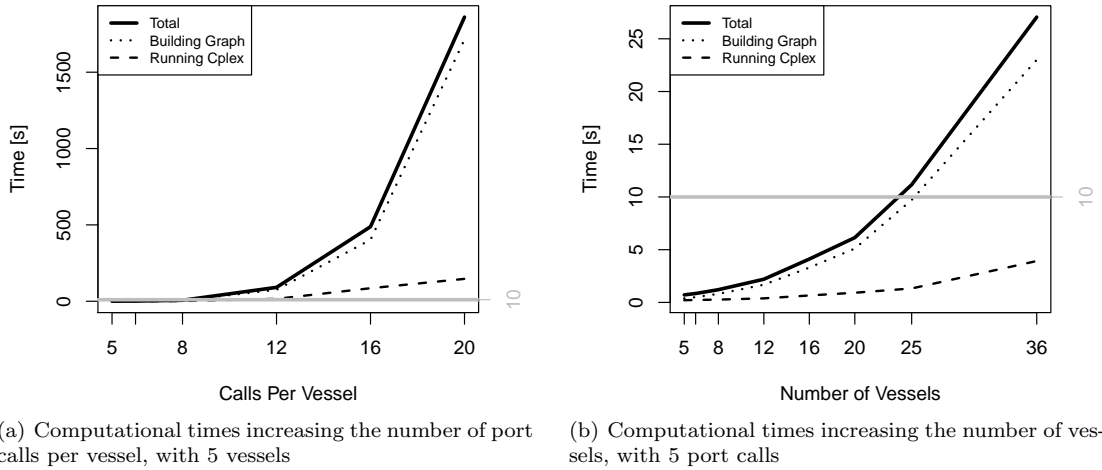 Total
Building Graph
Running Cplex
Time [s]
1500
1000
500
0
10
5 8 12 16 20
Calls Per Vessel
(a) Computational times increasing the number of port
calls per vessel, with 5 vessels
Total
Building Graph
Running Cplex
Time [s]
25
20
15
10
5
0
10
5 8 12 16 20 25 36
Number of Vessels
(b) Computational times increasing the number of ves-
sels, with 5 port calls